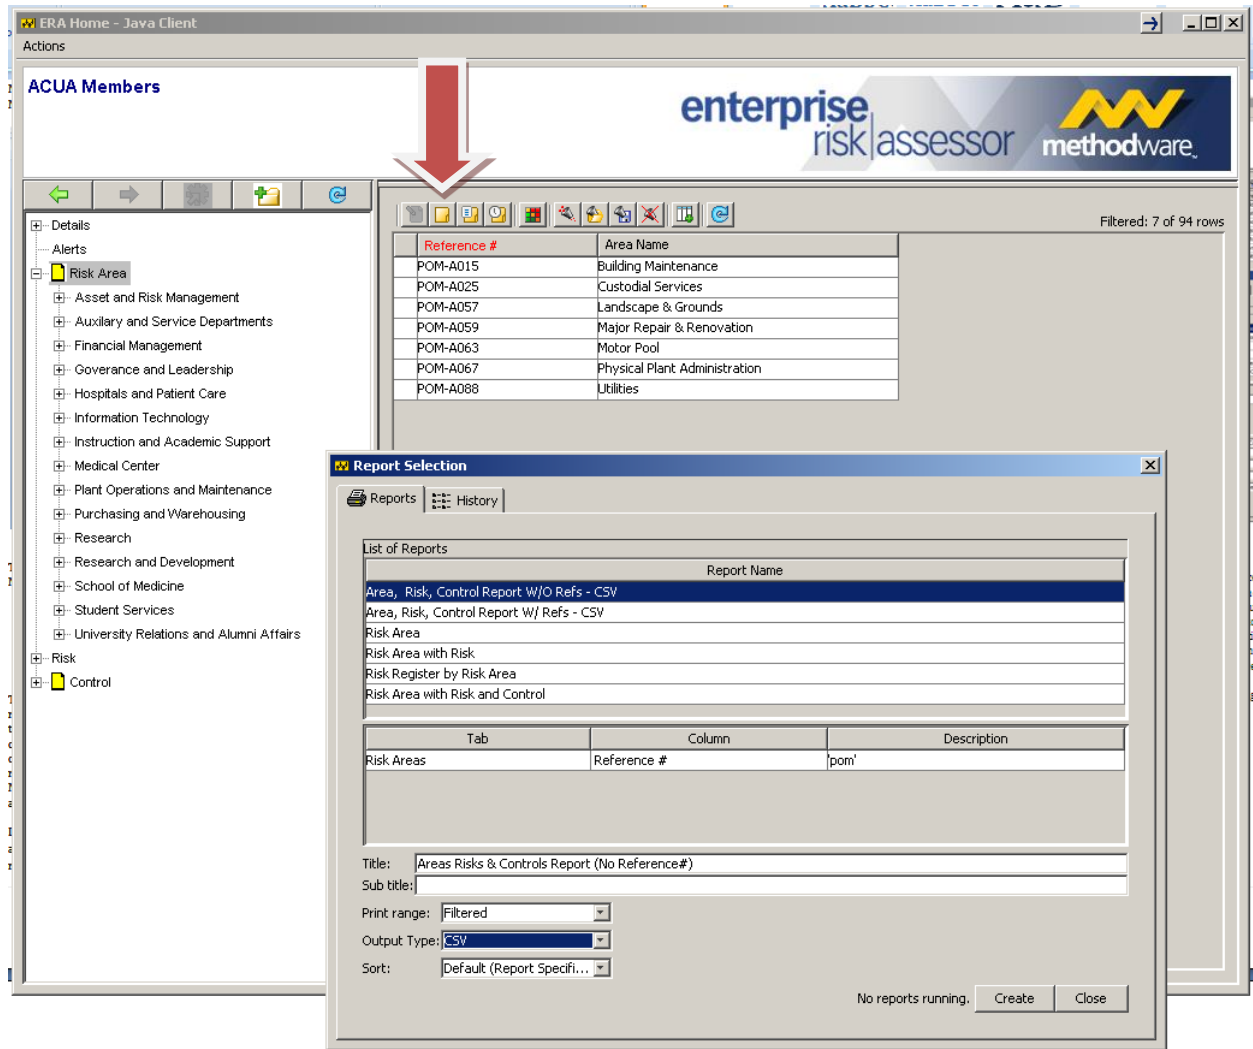 ERA Home - Java Client
Actions
ACUA Members
enterprise
risk assessor
methodware
Filtered: 7 of 94 rows
Details
Alerts
Risk Area
Asset and Risk Management
Auxilary and Service Departments
Financial Management
Goverance and Leadership
Hospitals and Patient Care
Information Technology
Instruction and Academic Support
Medical Center
Plant Operations and Maintenance
Purchasing and Warehousing
Research
Research and Development
School of Medicine
Student Services
University Relations and Alumni Affairs
Risk
Control
Reference # Area Name
POM-A015 Building Maintenance
POM-A025 Custodial Services
POM-A057 Landscape & Grounds
POM-A059 Major Repair & Renovation
POM-A063 Motor Pool
POM-A067 Physical Plant Administration
POM-A088 Utilities
Report Selection
Reports History
List of Reports
Report Name
Area, Risk, Control Report W/O Refs - CSV
Area, Risk, Control Report W/ Refs - CSV
Risk Area
Risk Area with Risk
Risk Register by Risk Area
Risk Area with Risk and Control
Tab Column Description
Risk Areas Reference # 'pom'
Title: Areas Risks & Controls Report (No Reference#)
Sub title:
Print range: Filtered
Output Type: CSV
Sort: Default (Report Specifi...
No reports running. Create Close